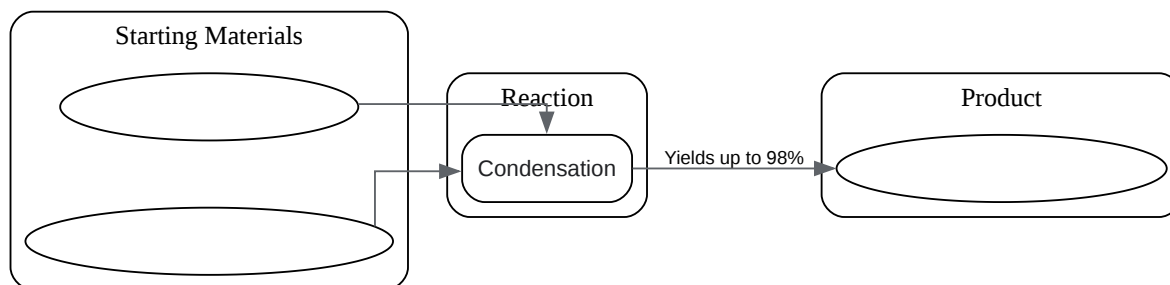 Starting Materials
Reaction
Product
Condensation
Yields up to 98%